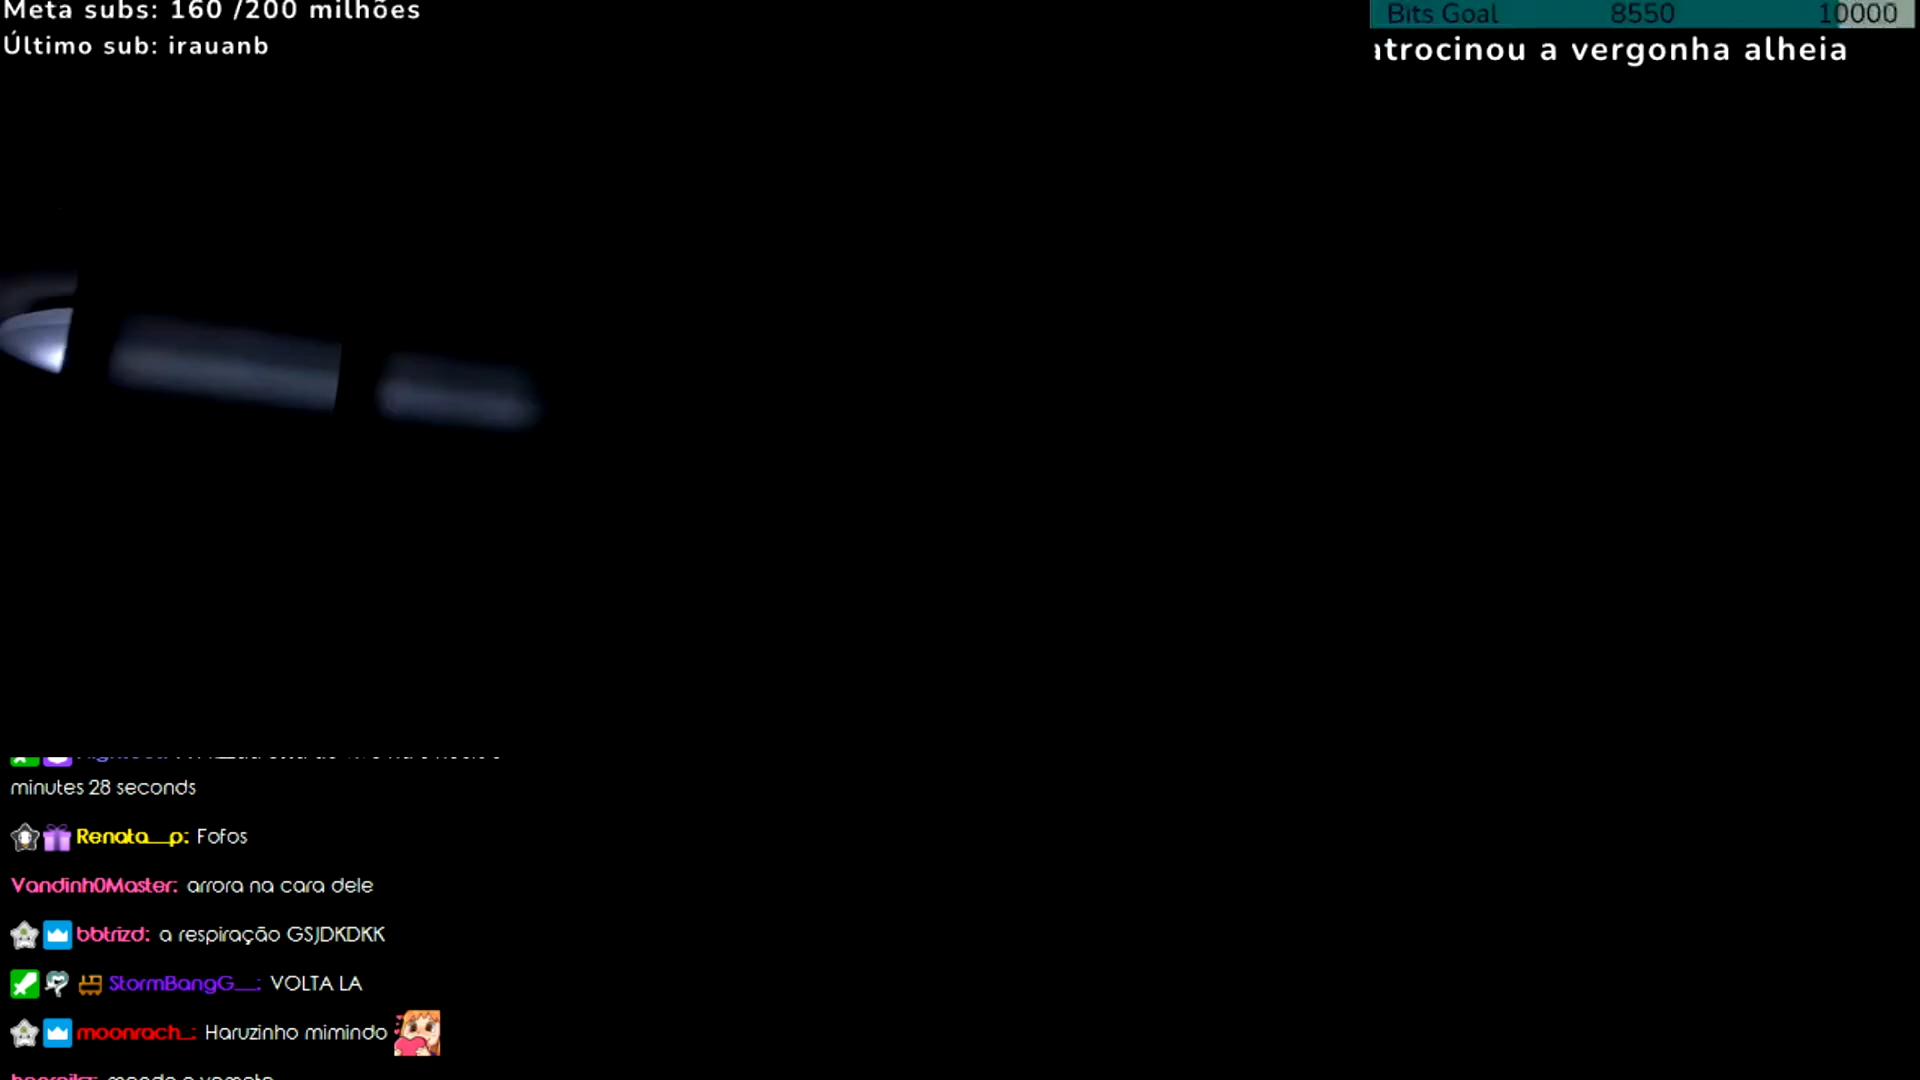 Meta subs: 160 /200 milhões
Último sub: irauanb
Bits Goal 8550 10000
atrocinou a vergonha alheia
minutes 28 seconds
Renata__p: Fofos
Vandinh0Master: arrora na cara dele
bbtrizd: a respiração GSJDKDKK
StormBangG__: VOLTA LA
moonrach_: Haruzinho mimindo